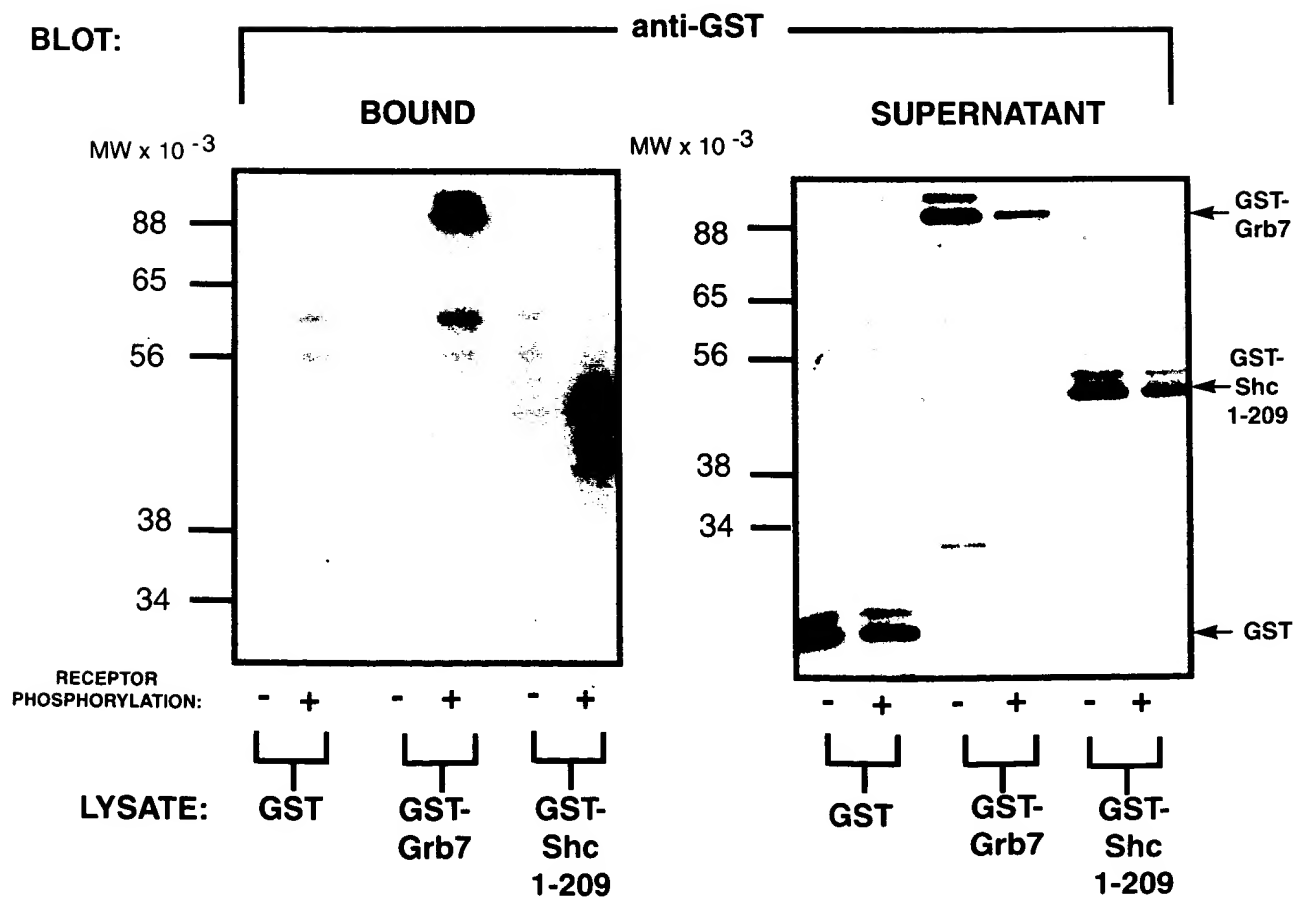 BLOT:
anti-GST
BOUND
SUPERNATANT
MW x 10 -3
MW x 10 -3
88
65
56
38
34
88
65
56
38
34
GST-
Grb7
GST-
Shc
1-209
GST
RECEPTOR
PHOSPHORYLATION:
- + - + - +
- + - + - +
LYSATE:
GST
GST-
Grb7
GST-
Shc
1-209
GST
GST-
Grb7
GST-
Shc
1-209